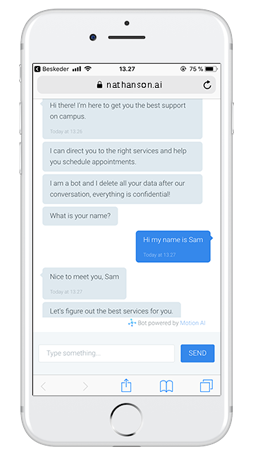 Beskeder
13.27
75 %
nathanson.ai
Hi there! I'm here to get you the best support
on campus.
Today at 13.26
I can direct you to the right services and help
you schedule appointments.
I am a bot and I delete all your data after our
conversation, everything is confidential!
What is your name?
Hi my name is Sam
Today at 13.27
Nice to meet you, Sam
Today at 13.27
Let's figure out the best services for you.
Bot powered by Motion AI
Type something...
SEND